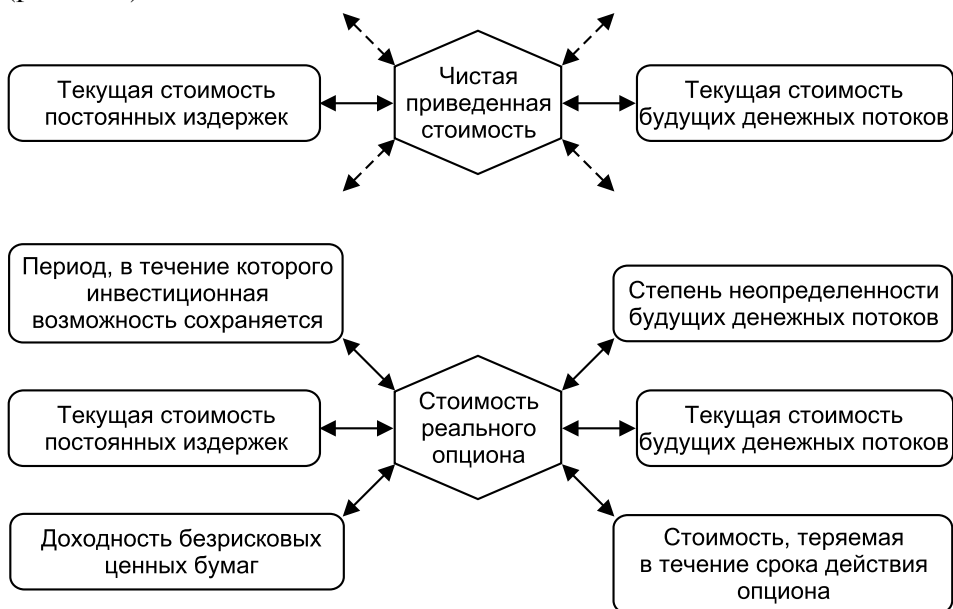 Чистая
приведенная
стоимость
Текущая стоимость
постоянных издержек
Текущая стоимость
будущих денежных потоков
Период, в течение которого
инвестиционная
возможность сохраняется
Степень неопределенности
будущих денежных потоков
Текущая стоимость
постоянных издержек
Стоимость
реального
опциона
Текущая стоимость
будущих денежных потоков
Доходность безрисковых
ценных бумаг
Стоимость, теряемая
в течение срока действия
опциона